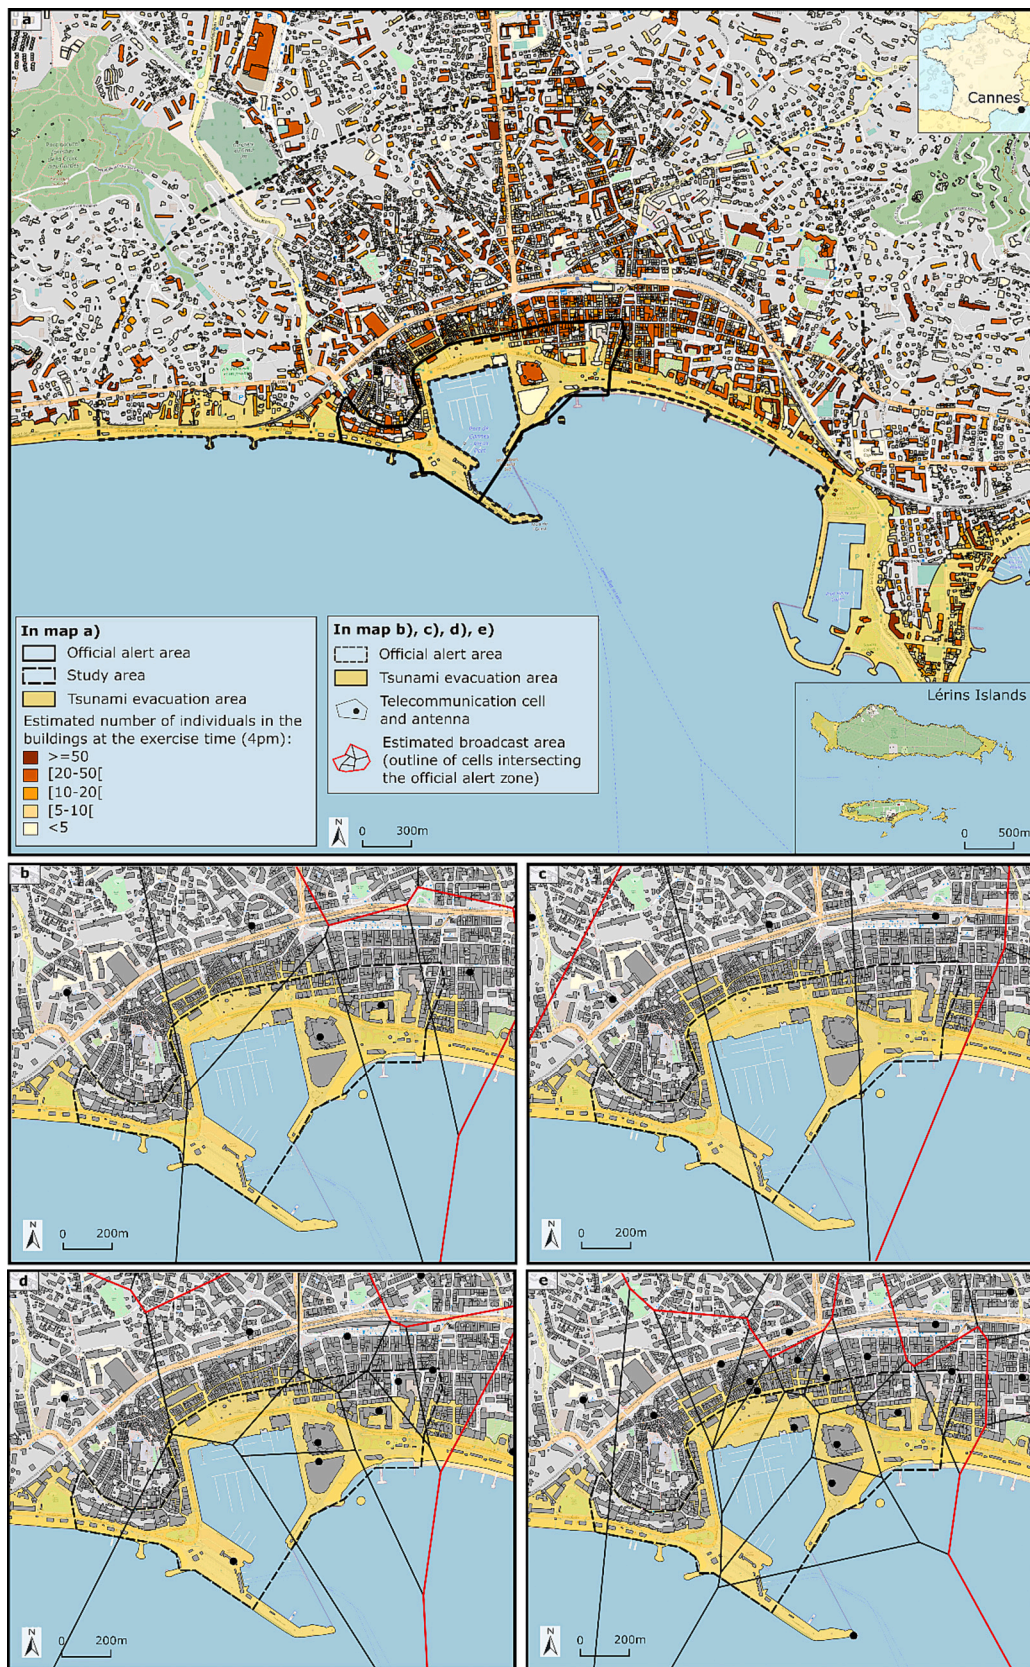 a
Cannes
In map a)
Official alert area
Study area
Tsunami evacuation area
Estimated number of individuals in the
buildings at the exercise time (4pm):
>=50
[20-50[
[10-20[
[5-10[
<5
In map b), c), d), e)
Official alert area
Tsunami evacuation area
Telecommunication cell
and antenna
Estimated broadcast area
(outline of cells intersecting
the official alert zone)
N
0 300m
Lérins Islands
0 500m
b
N
0 200m
c
N
0 200m
d
N
0 200m
e
N
0 200m